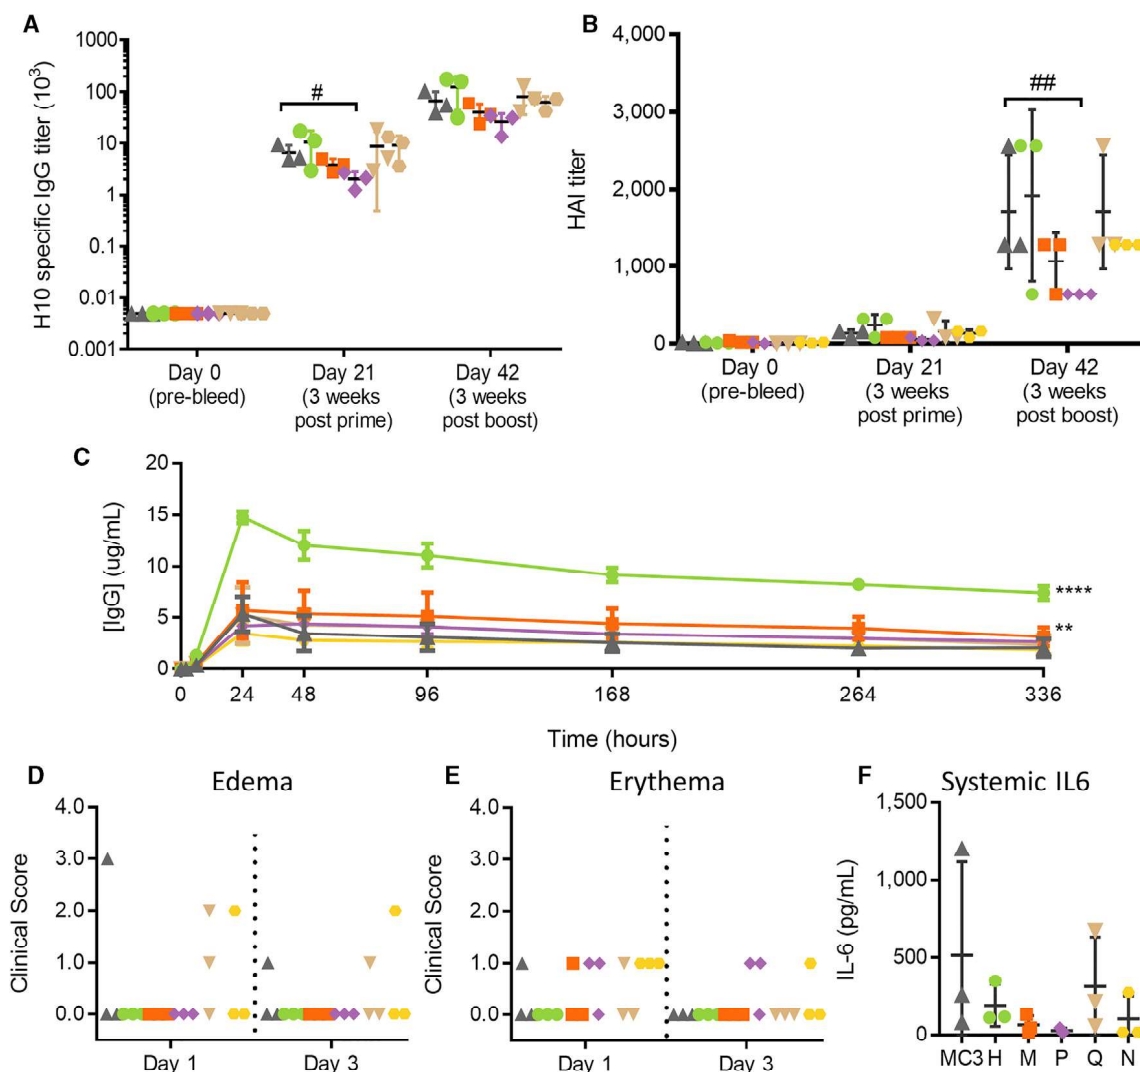 A
H10 specific IgG titer (10³)
1000
100
10
1
0.1
0.01
0.001
#
Day 0
(pre-bleed)
Day 21
(3 weeks
post prime)
Day 42
(3 weeks
post boost)
B
HAI titer
4,000
3,000
2,000
1,000
0
##
Day 0
(pre-bleed)
Day 21
(3 weeks
post prime)
Day 42
(3 weeks
post boost)
C
[IgG] (ug/mL)
20
15
10
5
0
****
**
0 24 48 96 168 264 336
Time (hours)
D
Edema
Clinical Score
4.0
3.0
2.0
1.0
0.0
Day 1 Day 3
E
Erythema
Clinical Score
4.0
3.0
2.0
1.0
0.0
Day 1 Day 3
F
Systemic IL6
IL-6 (pg/mL)
1,500
1,000
500
0
MC3 H M P Q N